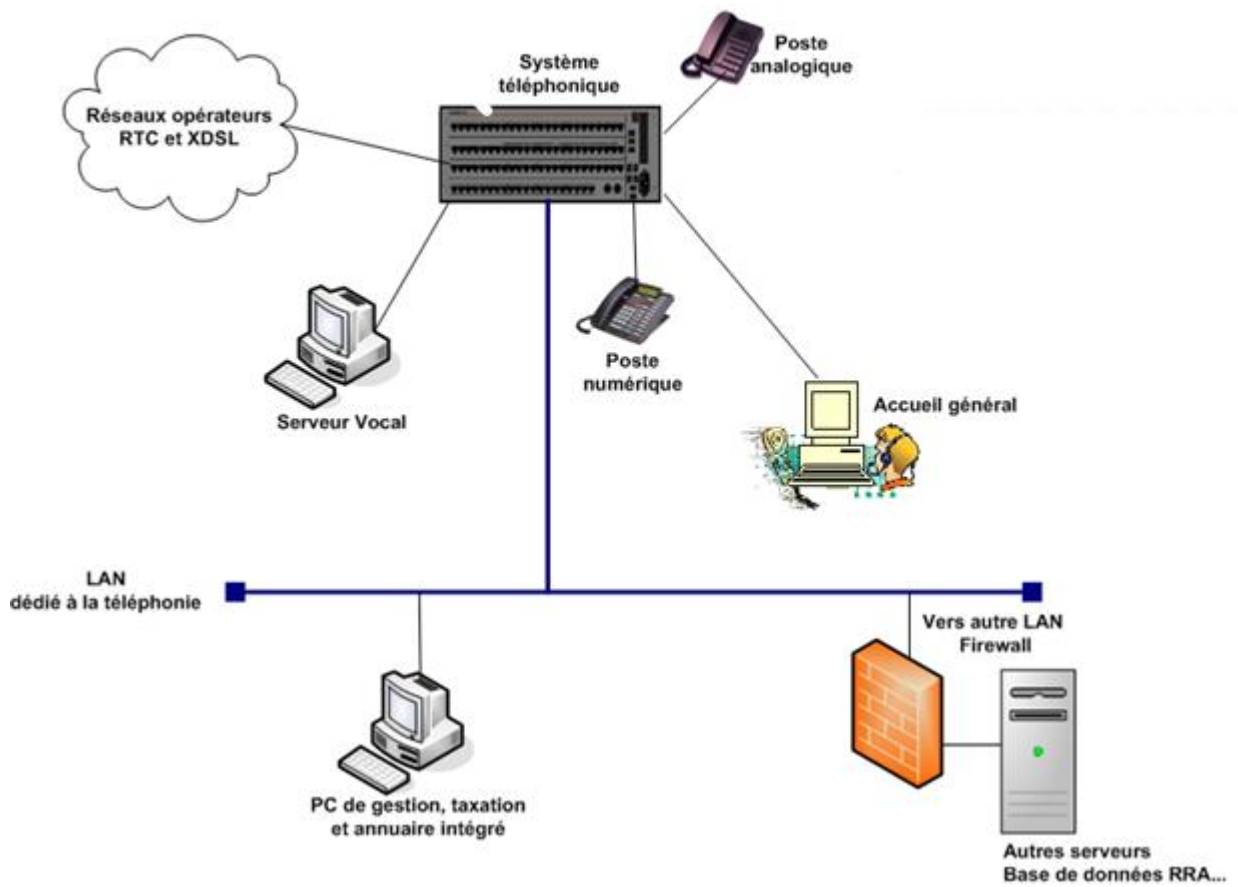 Poste
analogique
Système
téléphonique
Réseaux opérateurs
RTC et XDSL
Poste
numérique
Serveur Vocal
Accueil général
LAN
dédié à la téléphonie
Vers autre LAN
Firewall
PC de gestion, taxation
et annuaire intégré
Autres serveurs
Base de données RRA...